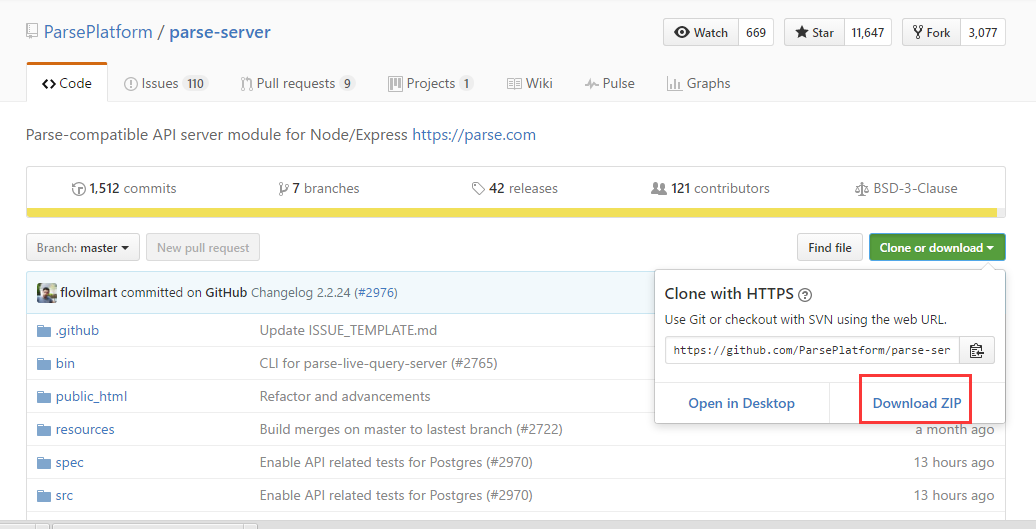 ParsePlatform / parse-server
Watch 669 Star 11,647 Fork 3,077
Code Issues 110 Pull requests 9 Projects 1 Wiki Pulse Graphs
Parse-compatible API server module for Node/Express https://parse.com
1,512 commits 7 branches 42 releases 121 contributors BSD-3-Clause
Branch: master New pull request Find file Clone or download
flovilmart committed on GitHub Changelog 2.2.24 (#2976)
.github Update ISSUE_TEMPLATE.md
bin CLI for parse-live-query-server (#2765)
public_html Refactor and advancements
resources Build merges on master to lastest branch (#2722) a month ago
spec Enable API related tests for Postgres (#2970) 13 hours ago
src Enable API related tests for Postgres (#2970) 13 hours ago
Clone with HTTPS ?
Use Git or checkout with SVN using the web URL.
https://github.com/ParsePlatform/parse-ser
Open in Desktop Download ZIP